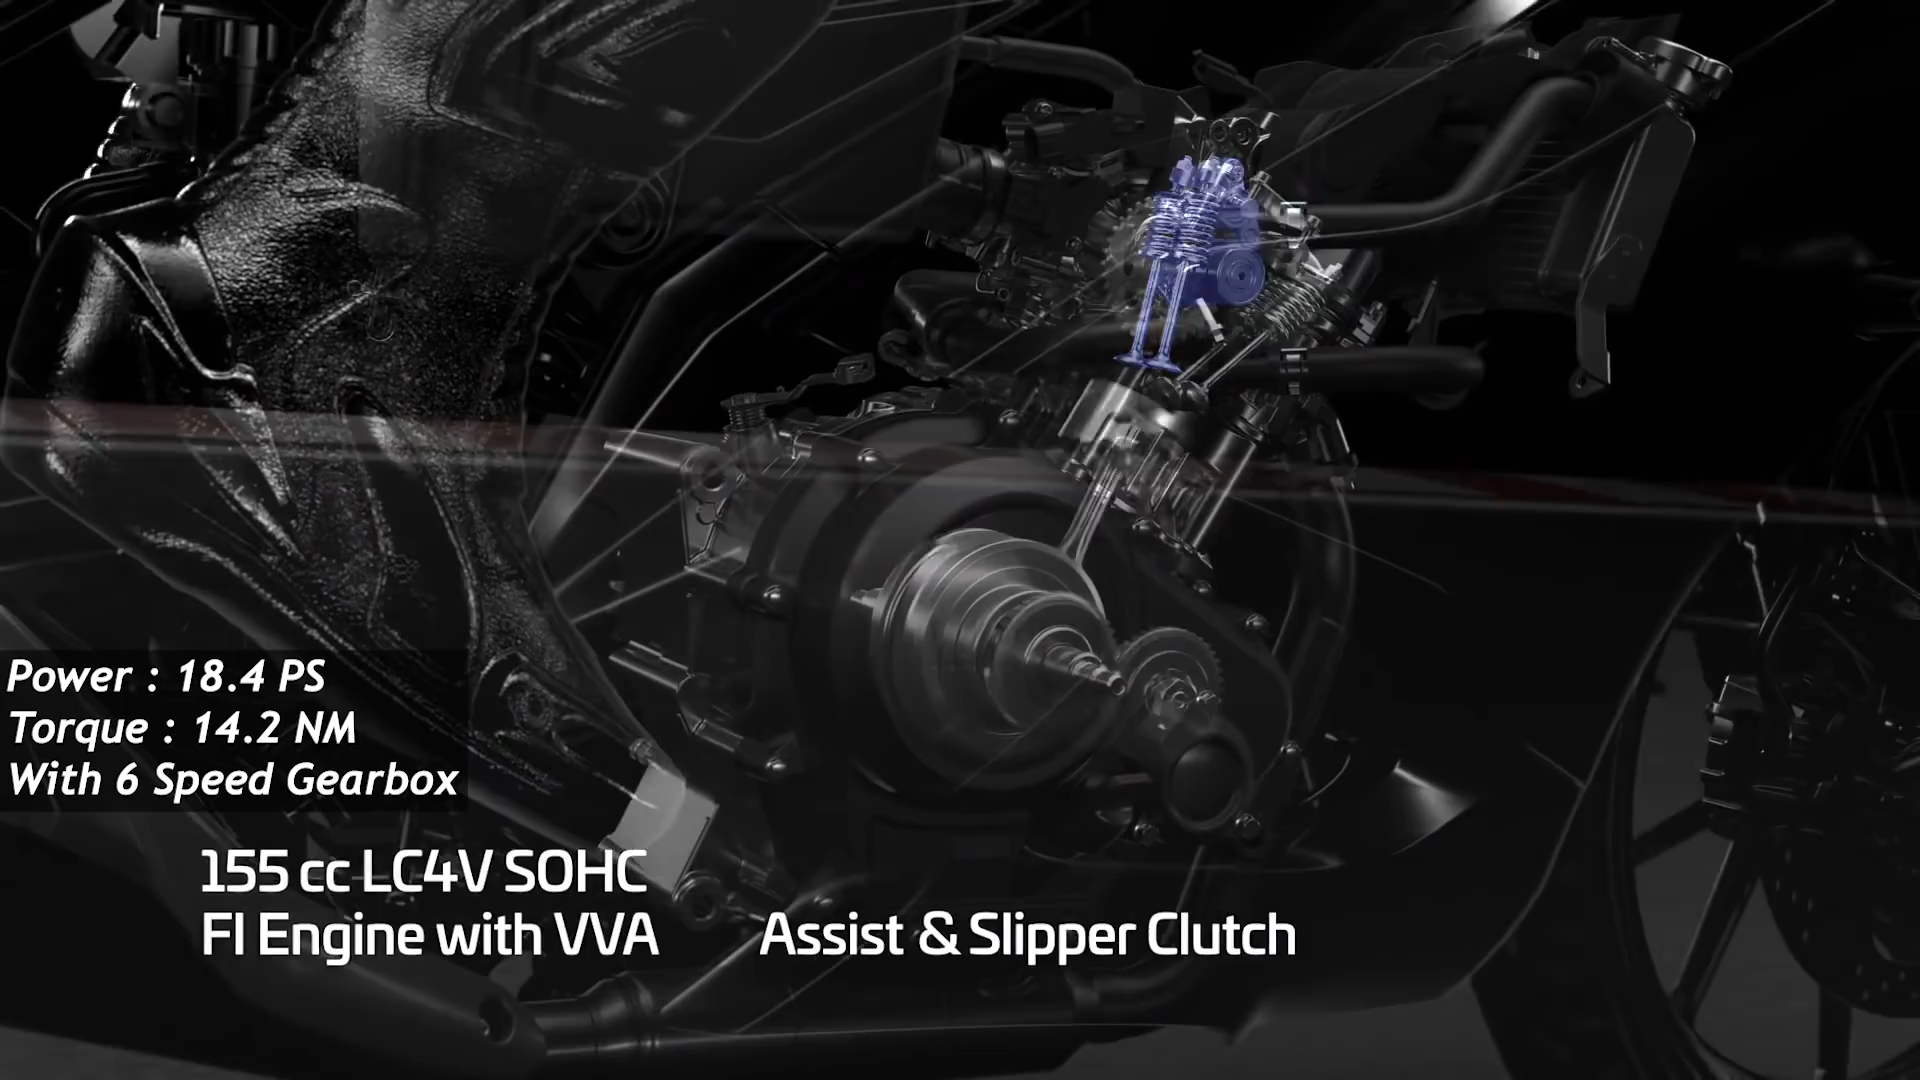 Power : 18.4 PS
Torque : 14.2 NM
With 6 Speed Gearbox
155 cc LC4V SOHC
FI Engine with VVA
Assist & Slipper Clutch